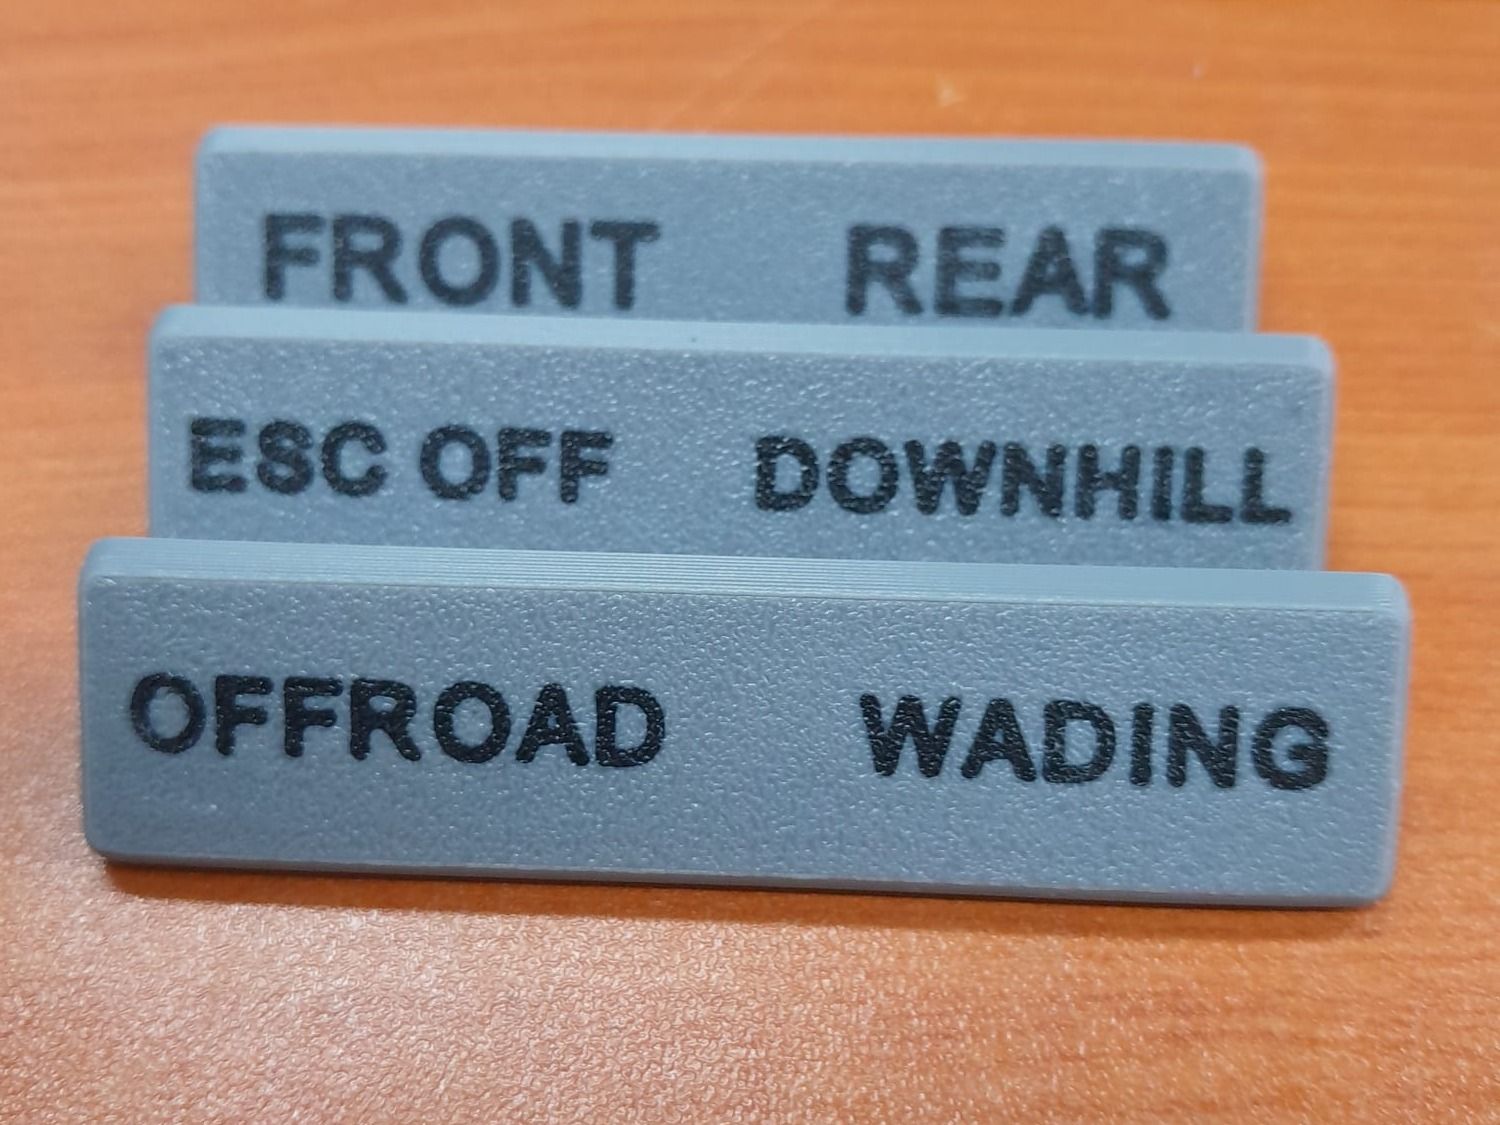 FRONT REAR
ESC OFF DOWNHILL
OFFROAD WADING